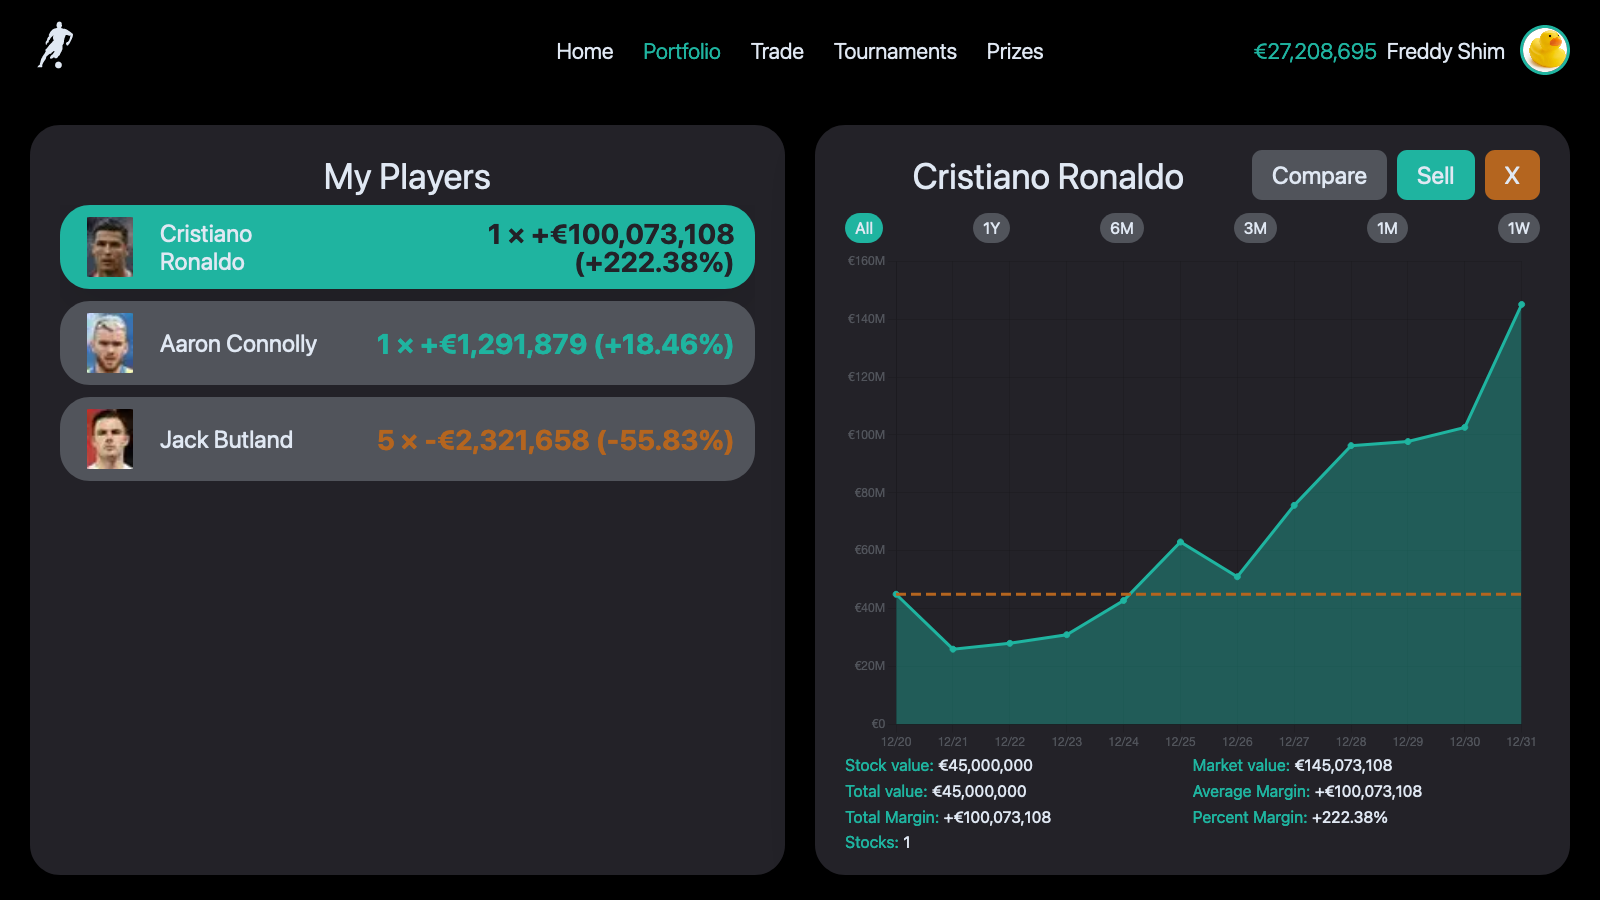 Home Portfolio Trade Tournaments Prizes €27,208,695 Freddy Shim
My Players
Cristiano
Ronaldo
1 × +€100,073,108
(+222.38%)
Aaron Connolly 1 × +€1,291,879 (+18.46%)
Jack Butland 5 × -€2,321,658 (-55.83%)
Cristiano Ronaldo Compare Sell X
All 1Y 6M 3M 1M 1W
€160M
€140M
€120M
€100M
€80M
€60M
€40M
€20M
€0
12/20 12/21 12/22 12/23 12/24 12/25 12/26 12/27 12/28 12/29 12/30 12/31
Stock value: €45,000,000 Market value: €145,073,108
Total value: €45,000,000 Average Margin: +€100,073,108
Total Margin: +€100,073,108 Percent Margin: +222.38%
Stocks: 1